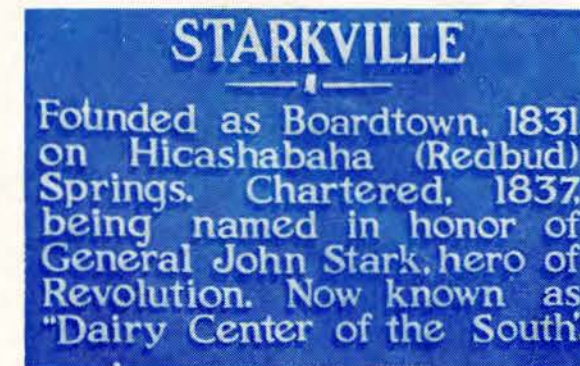 STARKVILLE
Founded as Boardtown, 1831
on Hicashabaha (Redbud)
Springs. Chartered, 1837,
being named in honor of
General John Stark, hero of
Revolution. Now known as
"Dairy Center of the South".